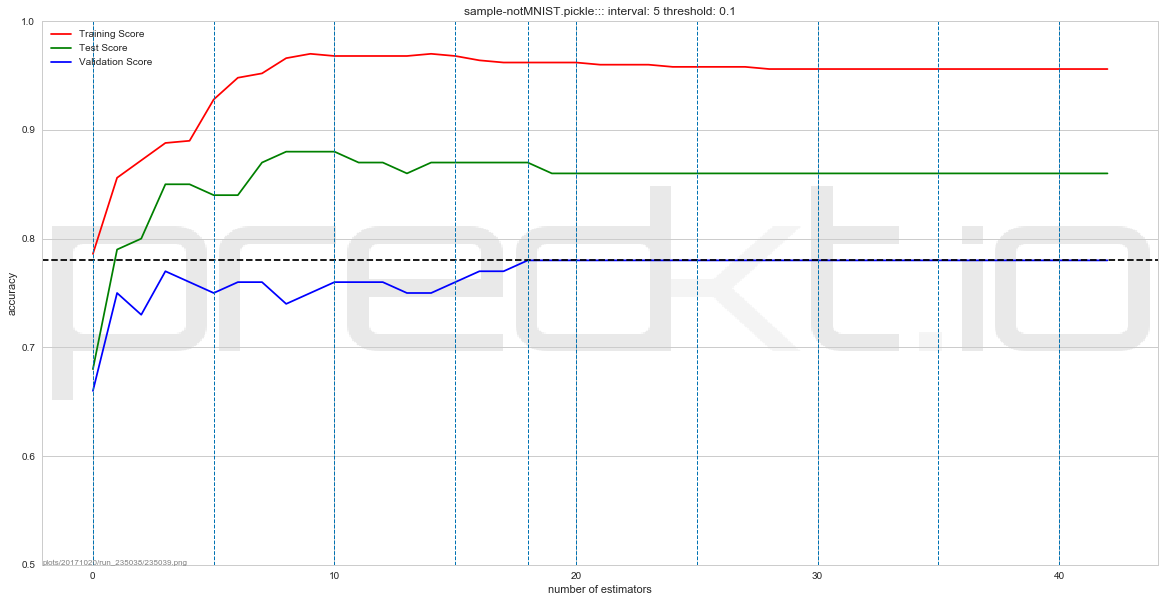 sample-notMNIST.pickle::: interval: 5 threshold: 0.1
Training Score
Test Score
Validation Score
1.0
0.9
0.8
0.7
0.6
0.5
accuracy
predkt.io
plots/20171020/run_235038/235039.png
0 10 20 30 40
number of estimators